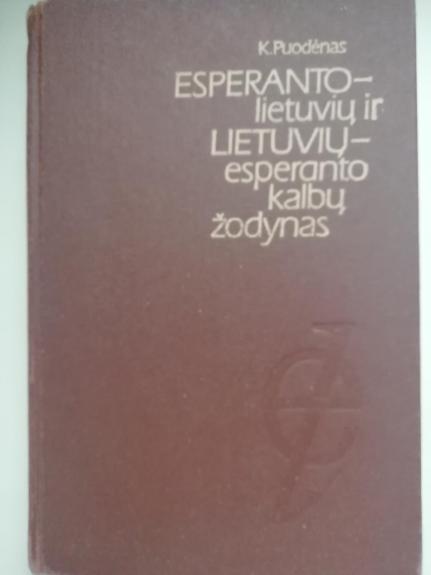 K. Puodėnas
ESPERANTO–
lietuvių ir
LIETUVIŲ–
esperanto
kalbų
žodynas